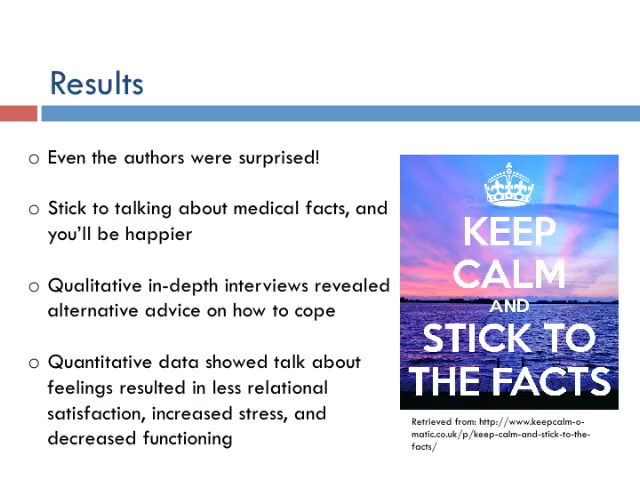 Results
o Even the authors were surprised!
o Stick to talking about medical facts, and
you'll be happier
o Qualitative in-depth interviews revealed
alternative advice on how to cope
o Quantitative data showed talk about
feelings resulted in less relational
satisfaction, increased stress, and
decreased functioning
KEEP
CALM
AND
STICK TO
THE FACTS
Retrieved from: http://www.keepcalm-o-
matic.co.uk/p/keep-calm-and-stick-to-the-
facts/